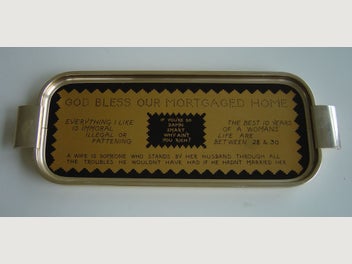 GOD BLESS OUR MORTGAGED HOME
EVERYTHING I LIKE
IS IMMORAL
ILLEGAL OR
FATTENING
IF YOU'RE SO
DAMN
SMART
WHY AIN'T
YOU RICH?
THE BEST 10 YEARS
OF A WOMANS
LIFE ARE
BETWEEN 28 & 30
A WIFE IS SOMEONE WHO STANDS BY HER HUSBAND THROUGH ALL
THE TROUBLES HE WOULDN'T HAVE HAD IF HE HADN'T MARRIED HER